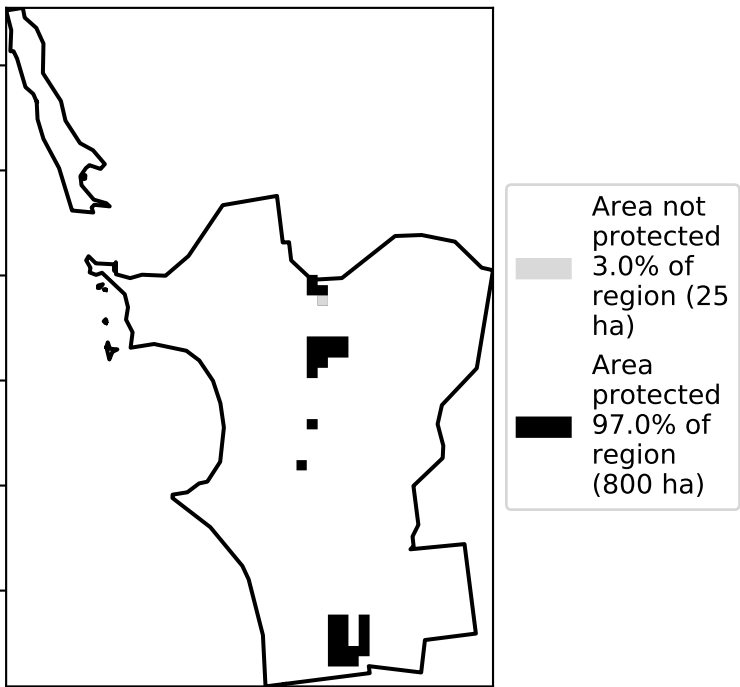 Area not
protected
3.0% of
region (25
ha)
Area
protected
97.0% of
region
(800 ha)